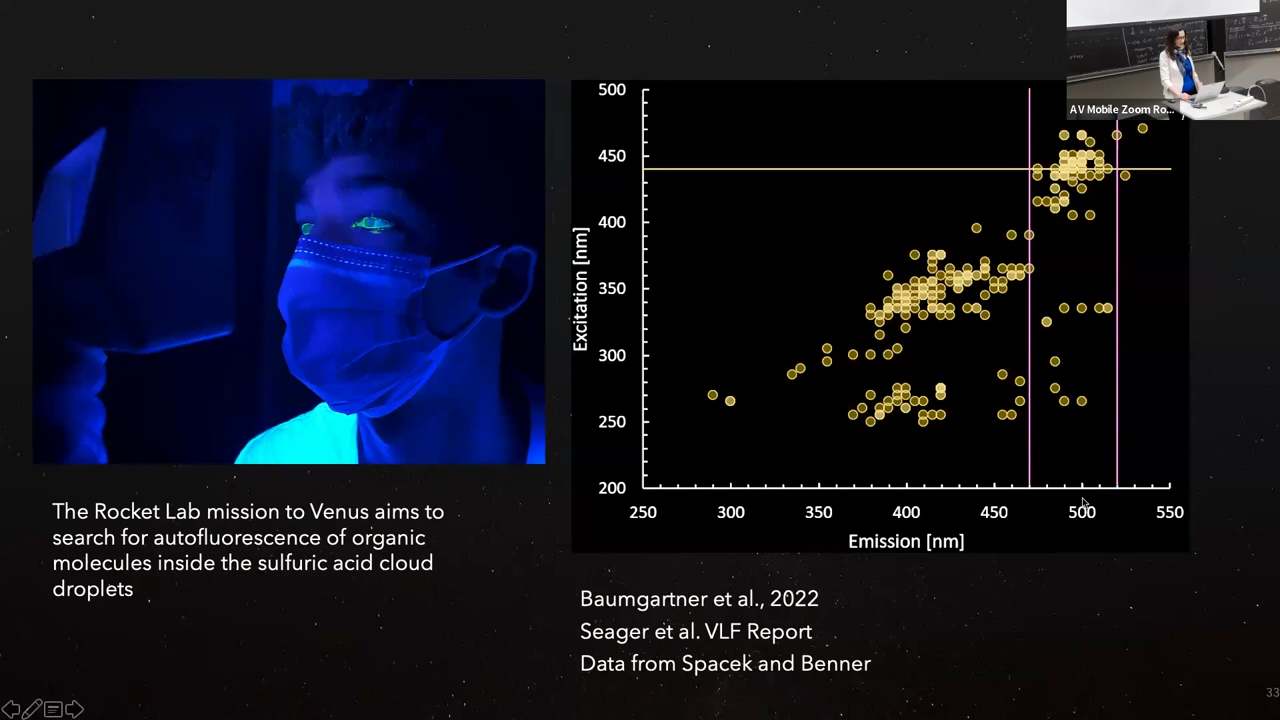 AV Mobile Zoom Ro...
500
450
400
350
300
250
200
Excitation [nm]
250 300 350 400 450 500 550
Emission [nm]
The Rocket Lab mission to Venus aims to
search for autofluorescence of organic
molecules inside the sulfuric acid cloud
droplets
Baumgartner et al., 2022
Seager et al. VLF Report
Data from Spacek and Benner
33